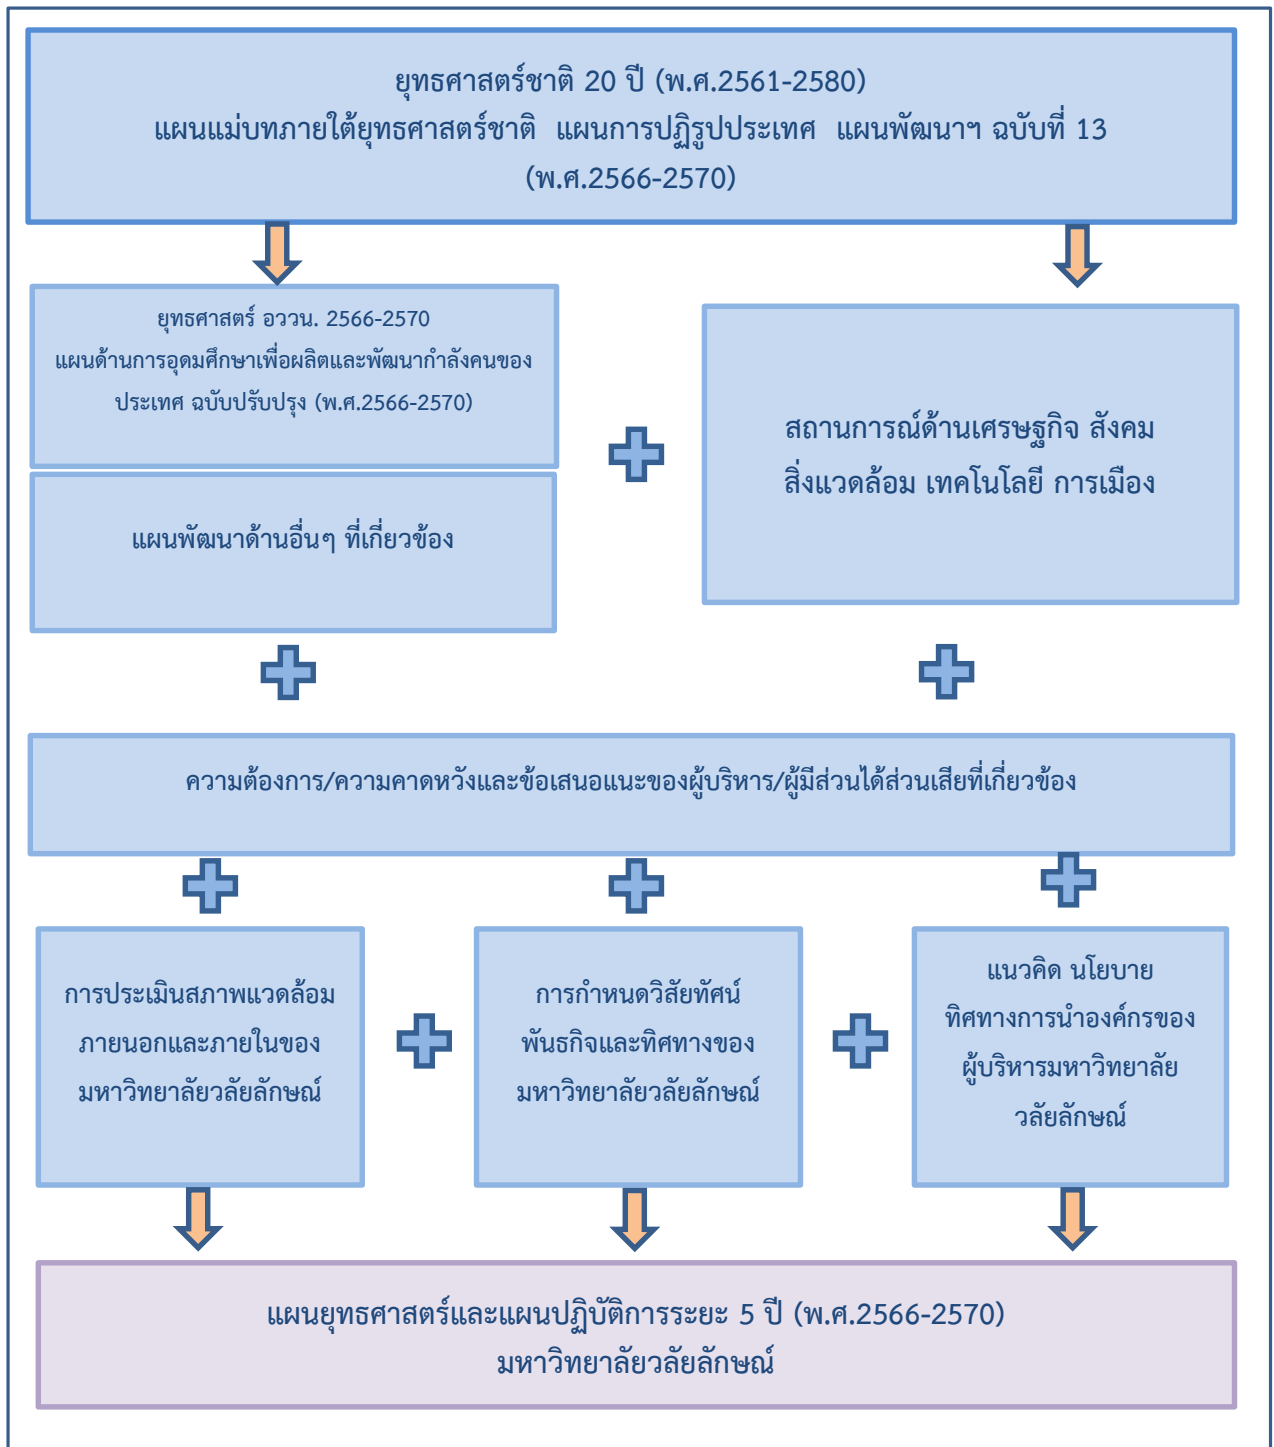 ยุทธศาสตร์ชาติ 20 ปี (พ.ศ.2561-2580)
แผนแม่บทภายใต้ยุทธศาสตร์ชาติ แผนการปฏิรูปประเทศ แผนพัฒนาฯ ฉบับที่ 13
(พ.ศ.2566-2570)
ยุทธศาสตร์ อววน. 2566-2570
แผนด้านการอุดมศึกษาเพื่อผลิตและพัฒนากำลังคนของ
ประเทศ ฉบับปรับปรุง (พ.ศ.2566-2570)
แผนพัฒนาด้านอื่นๆ ที่เกี่ยวข้อง
สถานการณ์ด้านเศรษฐกิจ สังคม
สิ่งแวดล้อม เทคโนโลยี การเมือง
ความต้องการ/ความคาดหวังและข้อเสนอแนะของผู้บริหาร/ผู้มีส่วนได้ส่วนเสียที่เกี่ยวข้อง
การประเมินสภาพแวดล้อม
ภายนอกและภายในของ
มหาวิทยาลัยวลัยลักษณ์
การกำหนดวิสัยทัศน์
พันธกิจและทิศทางของ
มหาวิทยาลัยวลัยลักษณ์
แนวคิด นโยบาย
ทิศทางการนำองค์กรของ
ผู้บริหารมหาวิทยาลัย
วลัยลักษณ์
แผนยุทธศาสตร์และแผนปฏิบัติการระยะ 5 ปี (พ.ศ.2566-2570)
มหาวิทยาลัยวลัยลักษณ์